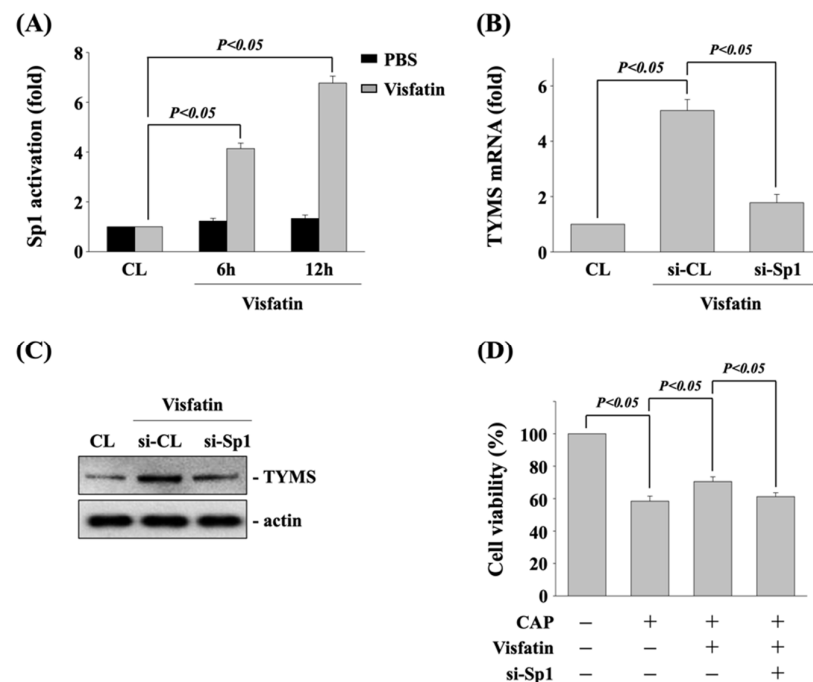 (A)
Sp1 activation (fold)
8
6
4
2
0
P<0.05
P<0.05
PBS
Visfatin
CL
6h
12h
Visfatin
(B)
TYMS mRNA (fold)
6
4
2
0
P<0.05
P<0.05
CL
si-CL
si-Sp1
Visfatin
(C)
Visfatin
CL
si-CL
si-Sp1
- TYMS
- actin
(D)
Cell viability (%)
100
80
60
40
20
0
P<0.05
P<0.05
P<0.05
CAP – + + +
Visfatin – – + +
si-Sp1 – – – +